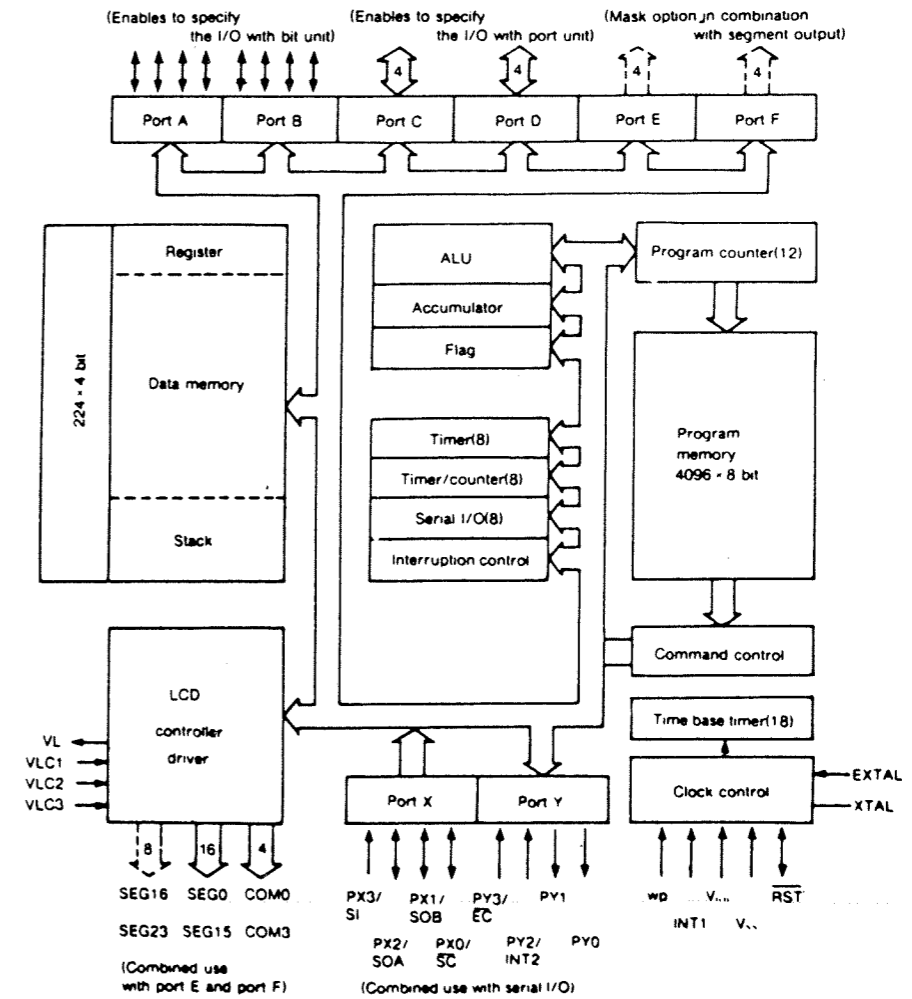 (Enables to specify
the I/O with bit unit)
(Enables to specify
the I/O with port unit)
(Mask option in combination
with segment output)
4
4
4
4
Port A
Port B
Port C
Port D
Port E
Port F
224 × 4 bit
Register
Data memory
Stack
ALU
Accumulator
Flag
Timer(8)
Timer/counter(8)
Serial I/O(8)
Interruption control
Program counter(12)
Program
memory
4096 × 8 bit
Command control
Time base timer(18)
Clock control
EXTAL
XTAL
LCD
controller
driver
VL
VLC1
VLC2
VLC3
8
16
4
Port X
Port Y
SEG16
SEG0
COM0
SEG23
SEG15
COM3
(Combined use
with port E and port F)
PX3/
SI
PX1/
SOB
PY3/
EC
PY1
PX2/
SOA
PX0/
SC
PY2/
INT2
PY0
(Combined use with serial I/O)
wp
RST
INT1